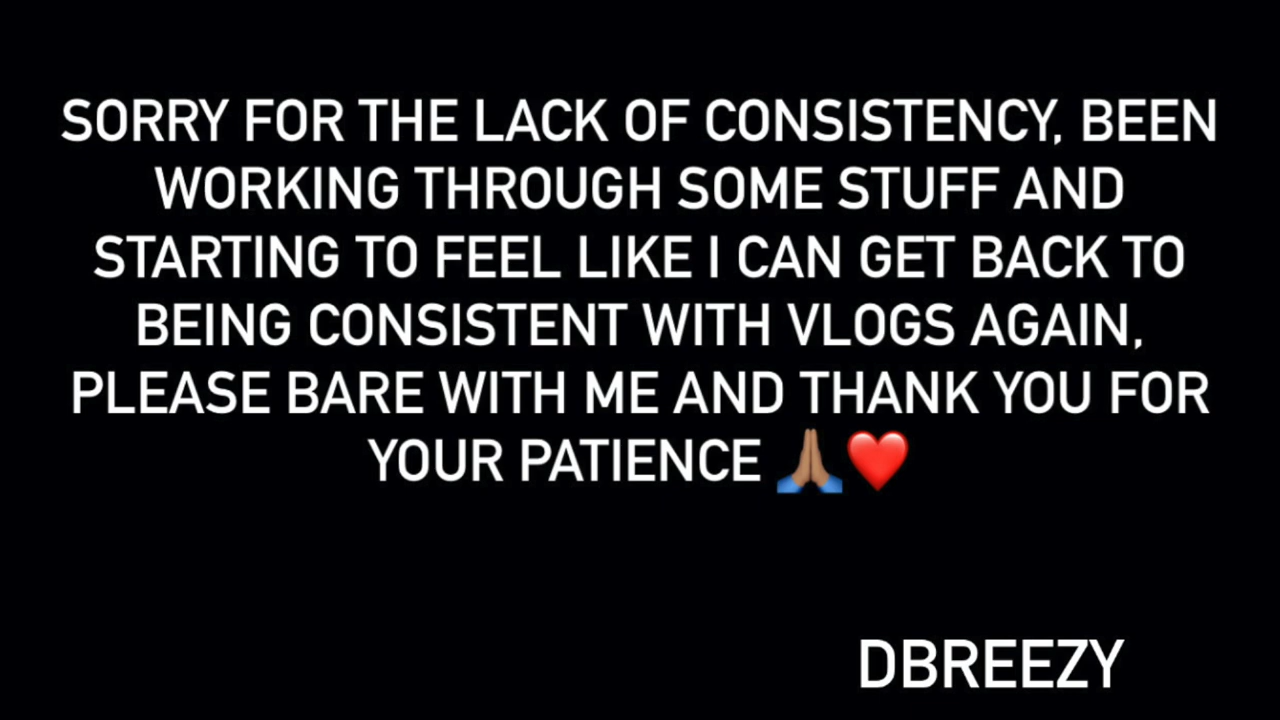 SORRY FOR THE LACK OF CONSISTENCY, BEEN
WORKING THROUGH SOME STUFF AND
STARTING TO FEEL LIKE I CAN GET BACK TO
BEING CONSISTENT WITH VLOGS AGAIN,
PLEASE BARE WITH ME AND THANK YOU FOR
YOUR PATIENCE 🙏🏽❤️
DBREEZY